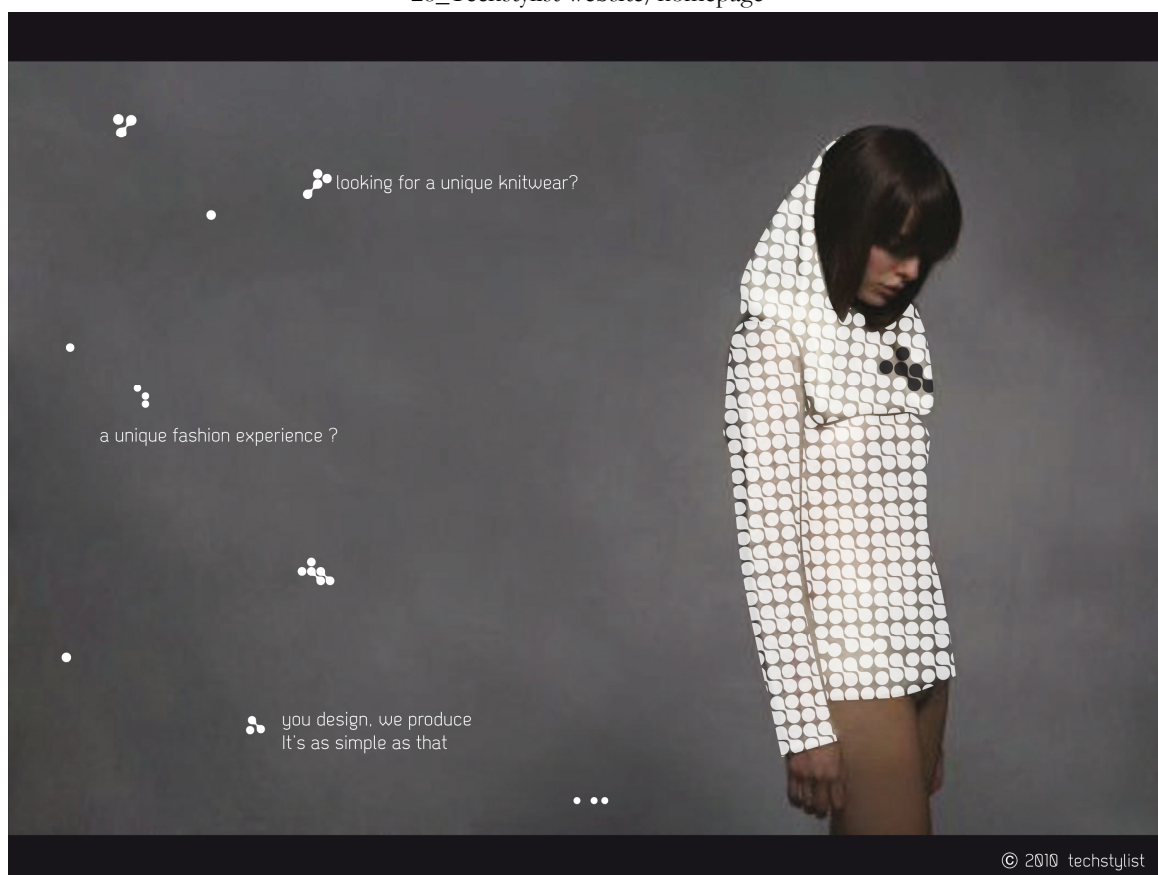 looking for a unique knitwear?
a unique fashion experience ?
you design, we produce
It's as simple as that
© 2010 techstylist